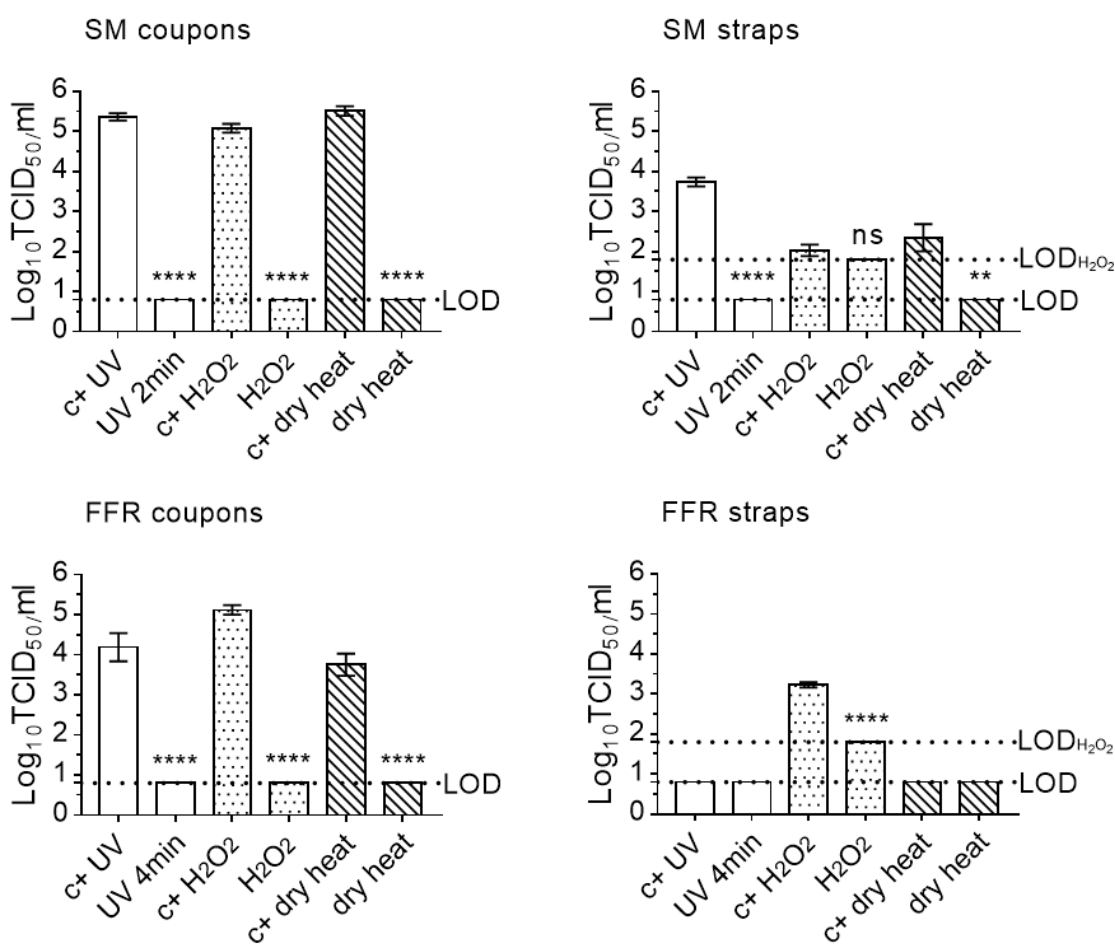 SM coupons
Log10TCID50/ml
6
5
4
3
2
1
0
****
****
****
LOD
c+ UV
UV 2min
c+ H2O2
H2O2
c+ dry heat
dry heat
SM straps
Log10TCID50/ml
6
5
4
3
2
1
0
****
ns
**
LODH2O2
LOD
c+ UV
UV 2min
c+ H2O2
H2O2
c+ dry heat
dry heat
FFR coupons
Log10TCID50/ml
6
5
4
3
2
1
0
****
****
****
LOD
c+ UV
UV 4min
c+ H2O2
H2O2
c+ dry heat
dry heat
FFR straps
Log10TCID50/ml
6
5
4
3
2
1
0
****
LODH2O2
LOD
c+ UV
UV 4min
c+ H2O2
H2O2
c+ dry heat
dry heat